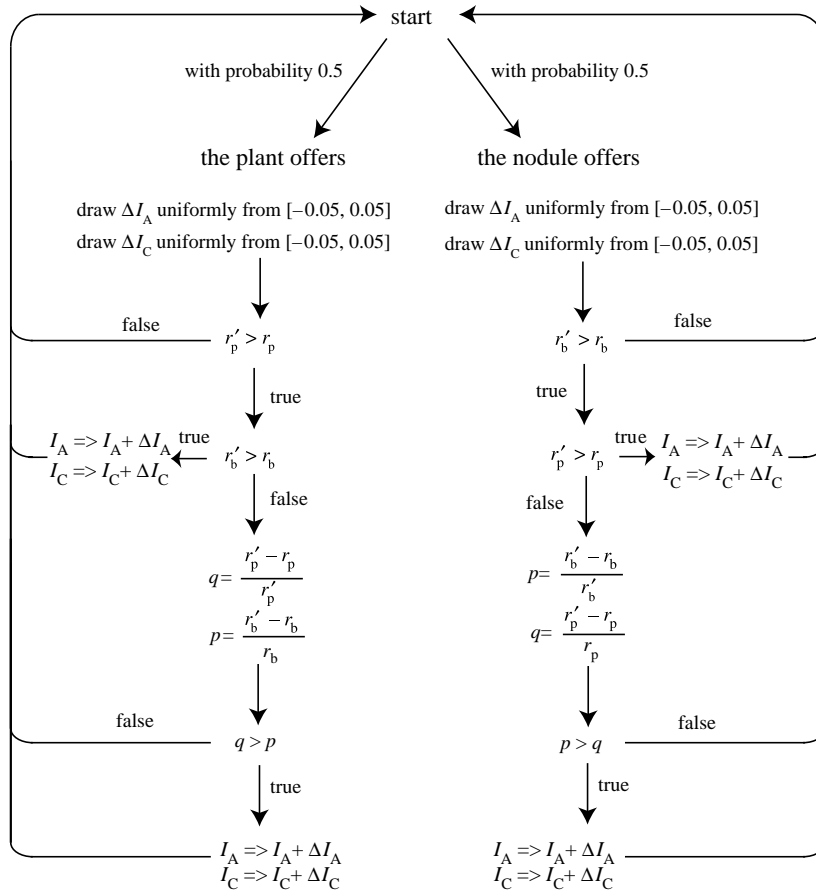 start
with probability 0.5
with probability 0.5
the plant offers
the nodule offers
draw ΔI_A uniformly from [−0.05, 0.05]
draw ΔI_C uniformly from [−0.05, 0.05]
draw ΔI_A uniformly from [−0.05, 0.05]
draw ΔI_C uniformly from [−0.05, 0.05]
false
r_p′ > r_p
r_b′ > r_b
false
true
true
I_A => I_A + ΔI_A
I_C => I_C + ΔI_C
true
r_b′ > r_b
r_p′ > r_p
true
I_A => I_A + ΔI_A
I_C => I_C + ΔI_C
false
false
q = (r_p′ − r_p) / r_p′
p = (r_b′ − r_b) / r_b
p = (r_b′ − r_b) / r_b′
q = (r_p′ − r_p) / r_p
false
q > p
p > q
false
true
true
I_A => I_A + ΔI_A
I_C => I_C + ΔI_C
I_A => I_A + ΔI_A
I_C => I_C + ΔI_C